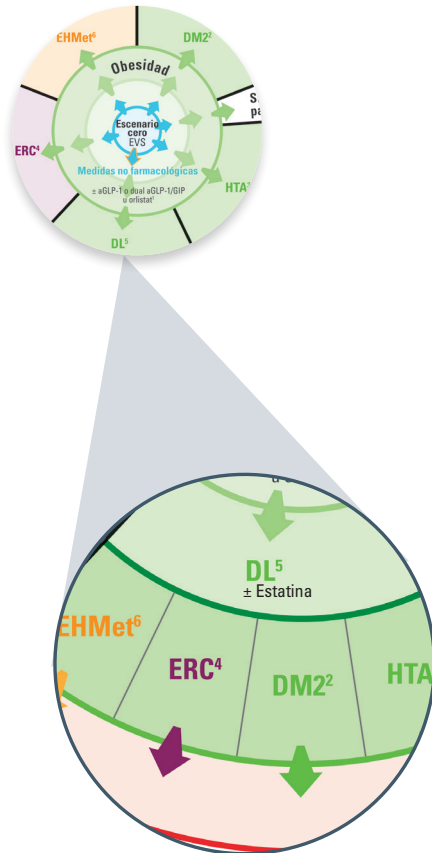 EHMet⁶
DM2²
Obesidad
Escenario
cero
EVS
ERC⁴
Medidas no farmacológicas
± aGLP-1 o dual aGLP-1/GIP
u orlistat¹
HTA³
DL⁵
DL⁵
± Estatina
EHMet⁶
ERC⁴
DM2²
HTA